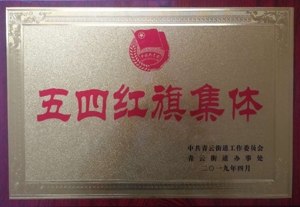 五四红旗集体
中共青云街道工作委员会
青云街道办事处
二〇一九年四月